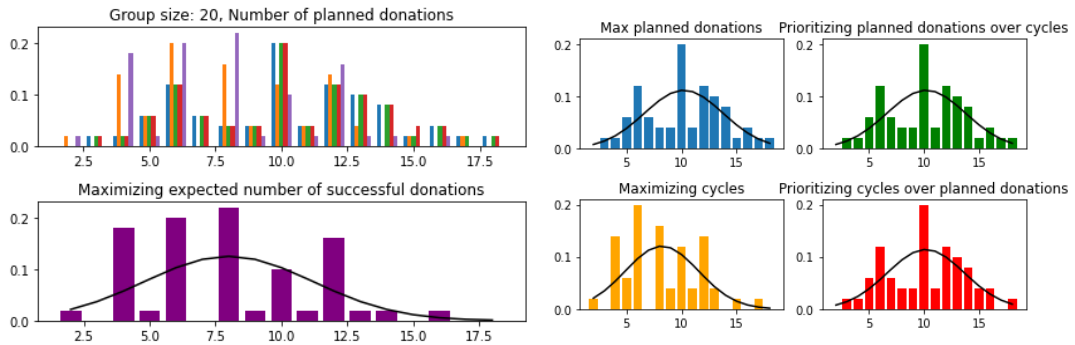 Group size: 20, Number of planned donations
0.2
0.1
0.0
2.5 5.0 7.5 10.0 12.5 15.0 17.5
Maximizing expected number of successful donations
0.2
0.1
0.0
2.5 5.0 7.5 10.0 12.5 15.0 17.5
Max planned donations
0.2
0.1
0.0
5 10 15
Prioritizing planned donations over cycles
0.2
0.1
0.0
5 10 15
Maximizing cycles
0.2
0.1
0.0
5 10 15
Prioritizing cycles over planned donations
0.2
0.1
0.0
5 10 15